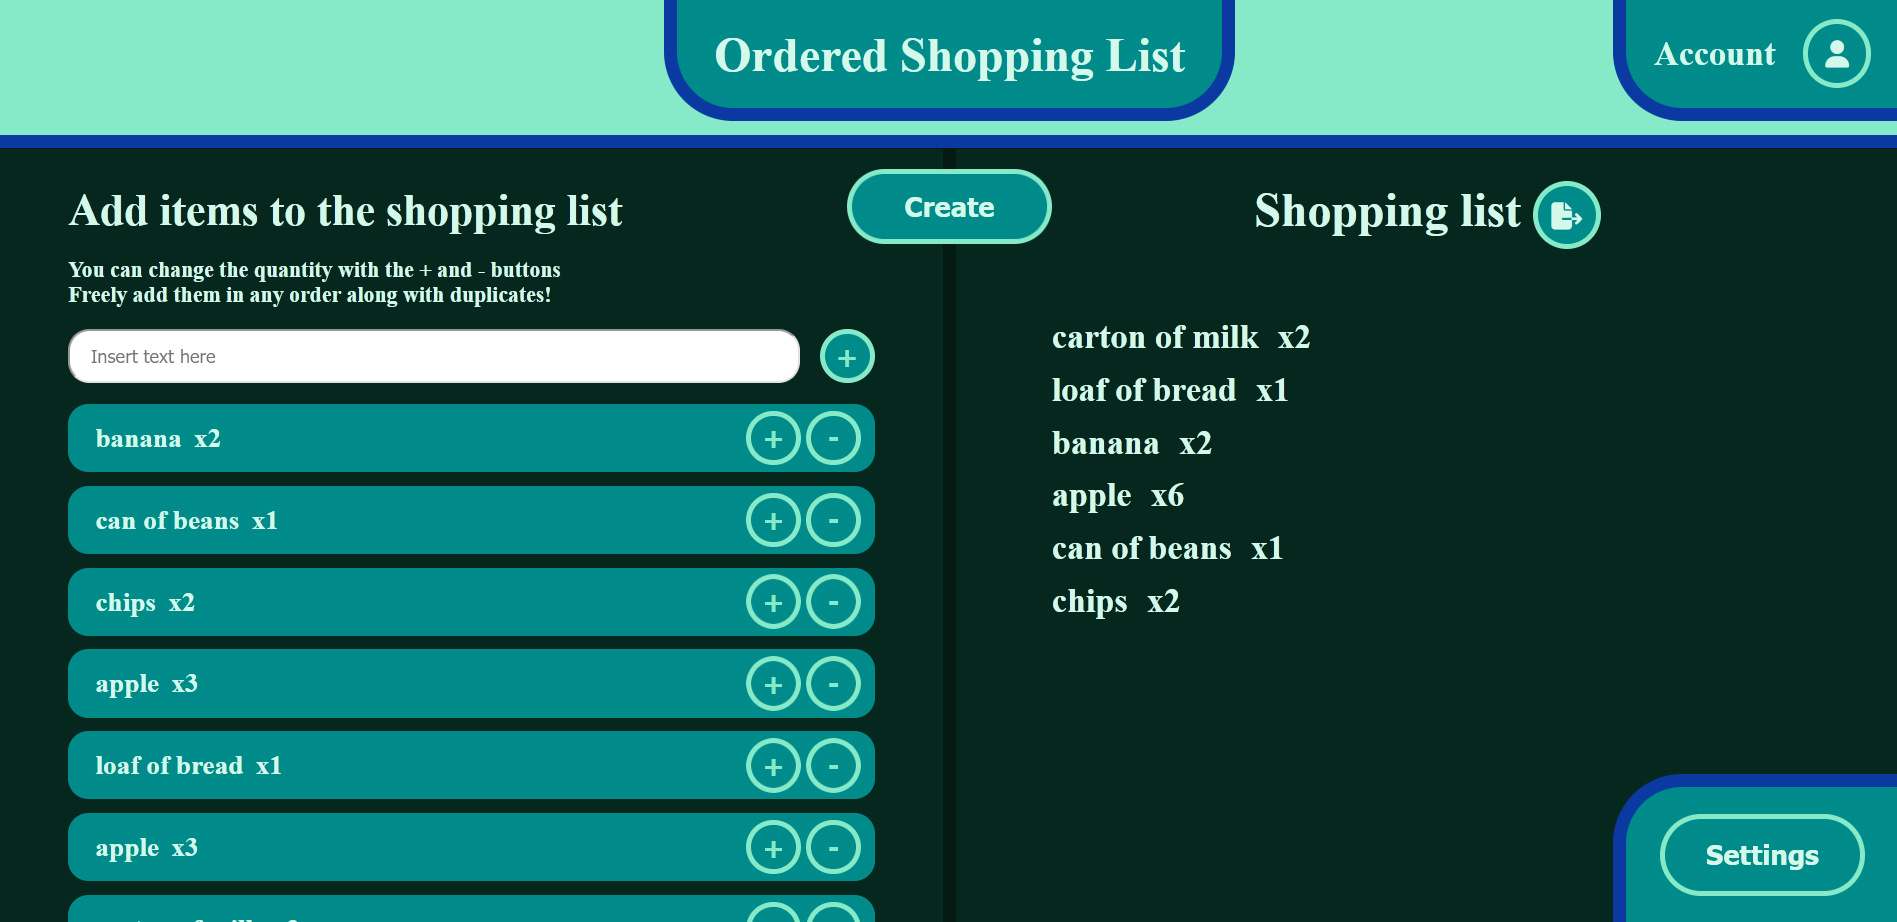 Ordered Shopping List
Account
Add items to the shopping list
Create
Shopping list
You can change the quantity with the + and - buttons
Freely add them in any order along with duplicates!
Insert text here
+
banana x2
+ -
can of beans x1
+ -
chips x2
+ -
apple x3
+ -
loaf of bread x1
+ -
apple x3
+ -
carton of milk x2
loaf of bread x1
banana x2
apple x6
can of beans x1
chips x2
Settings